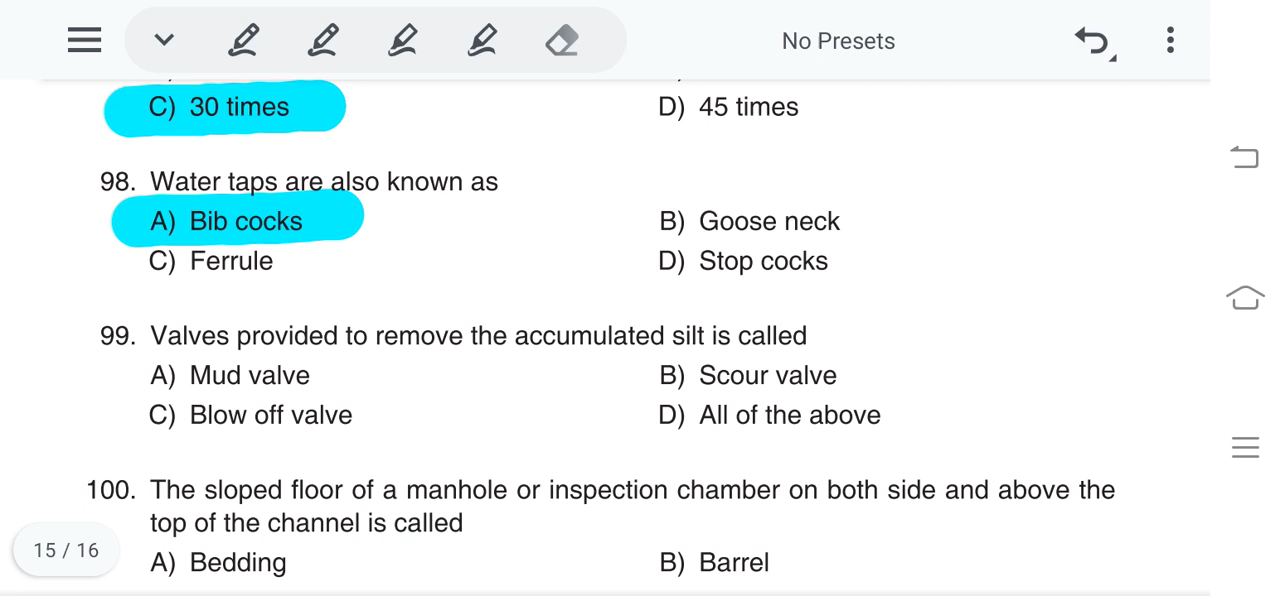 No Presets
C) 30 times
D) 45 times
98. Water taps are also known as
A) Bib cocks
B) Goose neck
C) Ferrule
D) Stop cocks
99. Valves provided to remove the accumulated silt is called
A) Mud valve
B) Scour valve
C) Blow off valve
D) All of the above
100. The sloped floor of a manhole or inspection chamber on both side and above the
top of the channel is called
15 / 16
A) Bedding
B) Barrel